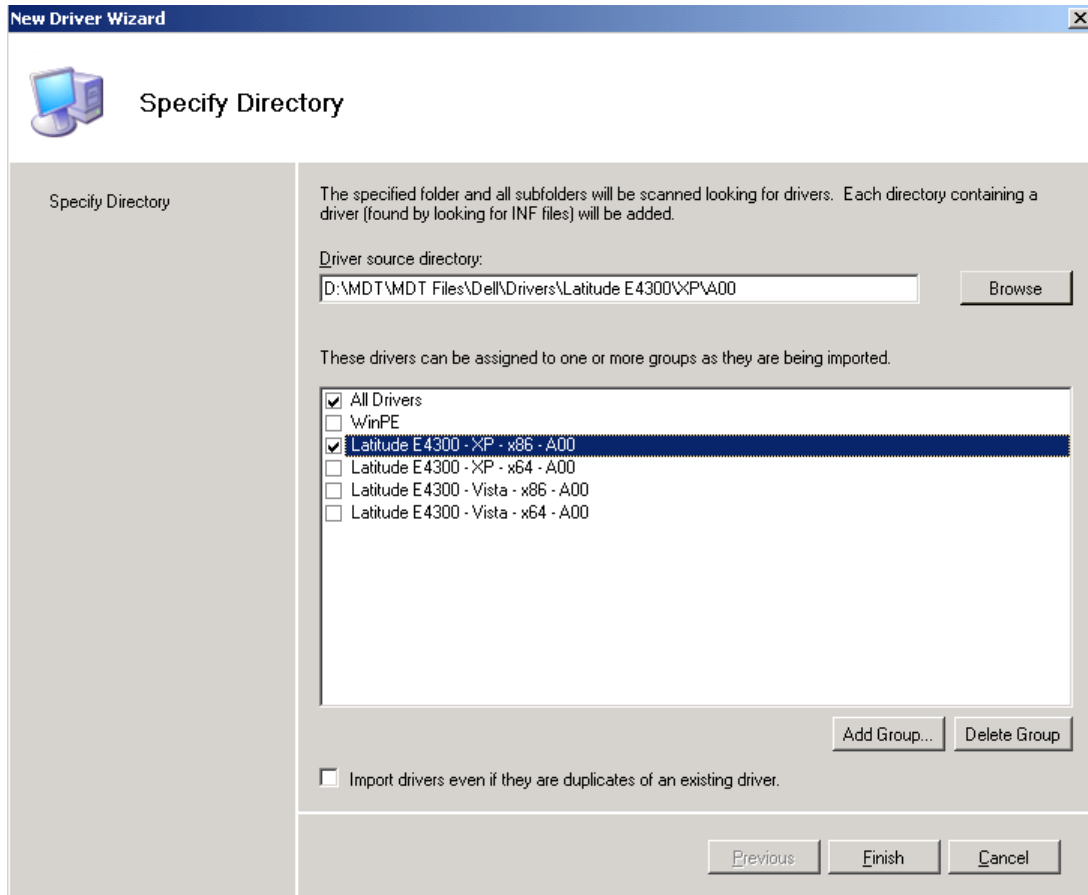 New Driver Wizard
Specify Directory
Specify Directory
The specified folder and all subfolders will be scanned looking for drivers. Each directory containing a
driver (found by looking for INF files) will be added.
Driver source directory:
D:\MDT\MDT Files\Dell\Drivers\Latitude E4300\XP\A00
Browse
These drivers can be assigned to one or more groups as they are being imported.
All Drivers
WinPE
Latitude E4300 - XP - x86 - A00
Latitude E4300 - XP - x64 - A00
Latitude E4300 - Vista - x86 - A00
Latitude E4300 - Vista - x64 - A00
Add Group...
Delete Group
Import drivers even if they are duplicates of an existing driver.
Previous
Finish
Cancel